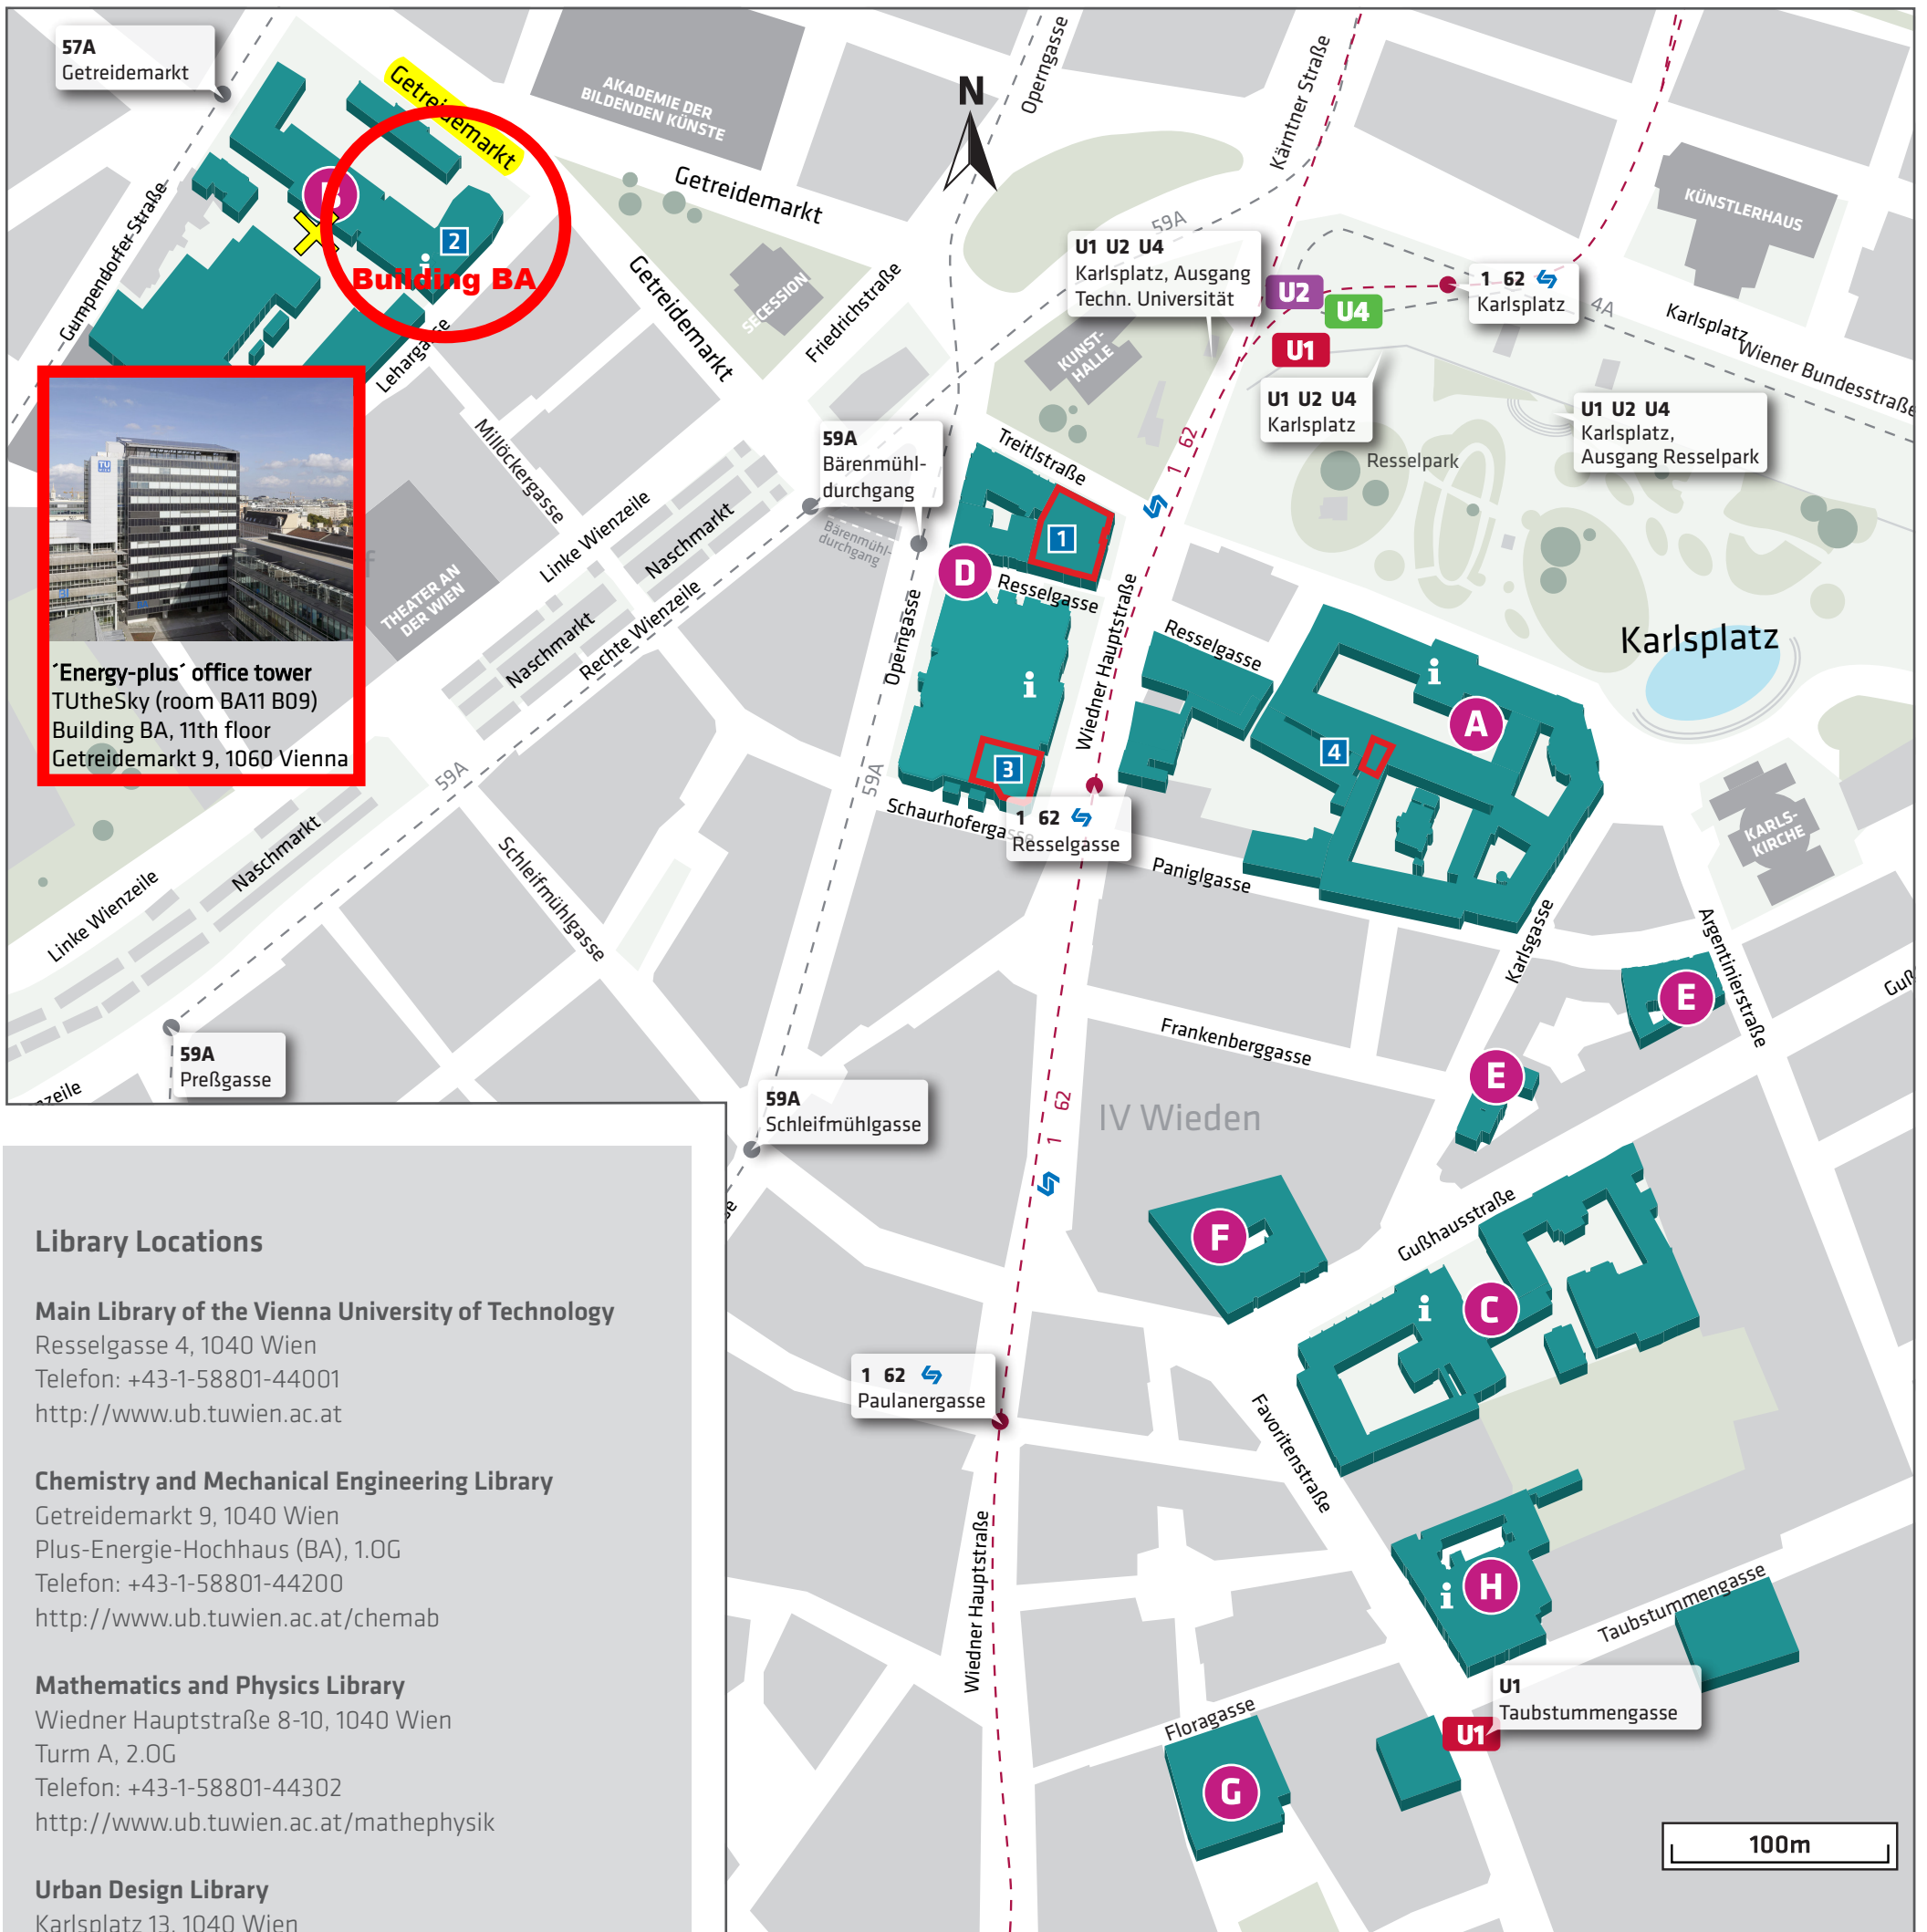 57A
Getreidemarkt
Getreidemarkt
AKADEMIE DER
BILDENDEN KÜNSTE
Operngasse
N
Kärntner Straße
KÜNSTLERHAUS
Getreidemarkt
Gumpendorfer Straße
2
i
Building BA
Lehargasse
Getreidemarkt
SECESSION
Friedrichstraße
59A
U1 U2 U4
Karlsplatz, Ausgang
Techn. Universität
U2
U4
U1
1 62
Karlsplatz
4A
Karlsplatz
Wiener Bundesstraße
KUNST-
HALLE
U1 U2 U4
Karlsplatz
U1 U2 U4
Karlsplatz,
Ausgang Resselpark
Resselpark
1 62
Treitlstraße
59A
Bärenmühl-
durchgang
Bärenmühl-
durchgang
Millöckergasse
Linke Wienzeile
Naschmarkt
THEATER AN
DER WIEN
Naschmarkt
Rechte Wienzeile
TU
´Energy-plus´ office tower
TUtheSky (room BA11 B09)
Building BA, 11th floor
Getreidemarkt 9, 1060 Vienna
1
D
Resselgasse
Operngasse
i
3
Wiedner Hauptstraße
Resselgasse
i
A
4
Karlsplatz
KARLS-
KIRCHE
59A
59A
Schaurhofergasse
1 62
Resselgasse
Paniglgasse
Karlsgasse
Argentinierstraße
Guß
Naschmarkt
Linke Wienzeile
Schleifmühlgasse
E
E
Frankenberggasse
59A
Preßgasse
zeile
59A
Schleifmühlgasse
1 62
IV Wieden
F
Gußhausstraße
i
C
1 62
Paulanergasse
Favoritenstraße
Wiedner Hauptstraße
i
H
Taubstummengasse
U1
Taubstummengasse
U1
Floragasse
G
100m
Library Locations
Main Library of the Vienna University of Technology
Resselgasse 4, 1040 Wien
Telefon: +43-1-58801-44001
http://www.ub.tuwien.ac.at
Chemistry and Mechanical Engineering Library
Getreidemarkt 9, 1040 Wien
Plus-Energie-Hochhaus (BA), 1.OG
Telefon: +43-1-58801-44200
http://www.ub.tuwien.ac.at/chemab
Mathematics and Physics Library
Wiedner Hauptstraße 8-10, 1040 Wien
Turm A, 2.OG
Telefon: +43-1-58801-44302
http://www.ub.tuwien.ac.at/mathephysik
Urban Design Library
Karlsplatz 13, 1040 Wien